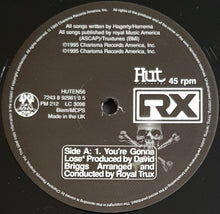 All songs written by Hagerty/Herrema
All songs published by royal Music America
(ASCAP)/Truxtunes (BMI)
©1995 Charisma Records America, Inc.
℗1995 Charisma Records America, Inc.
Hut
45 rpm
HUTEN56
7243 8 92961 0 5
PM 212 LC 3098
Biem/MCPS
Made in the UK
TRX
Side A: 1. You're Gonna
Lose* Produced by David
Briggs Arranged and
Conducted by Royal Trux